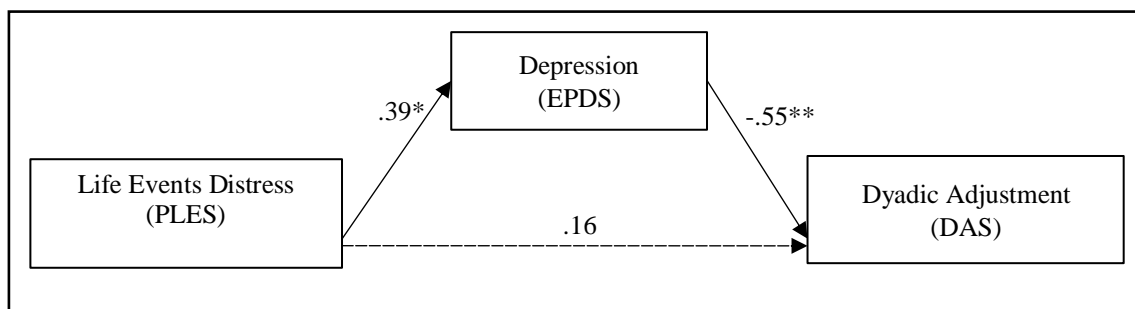 Depression
(EPDS)
.39*
-.55**
Life Events Distress
(PLES)
Dyadic Adjustment
(DAS)
.16